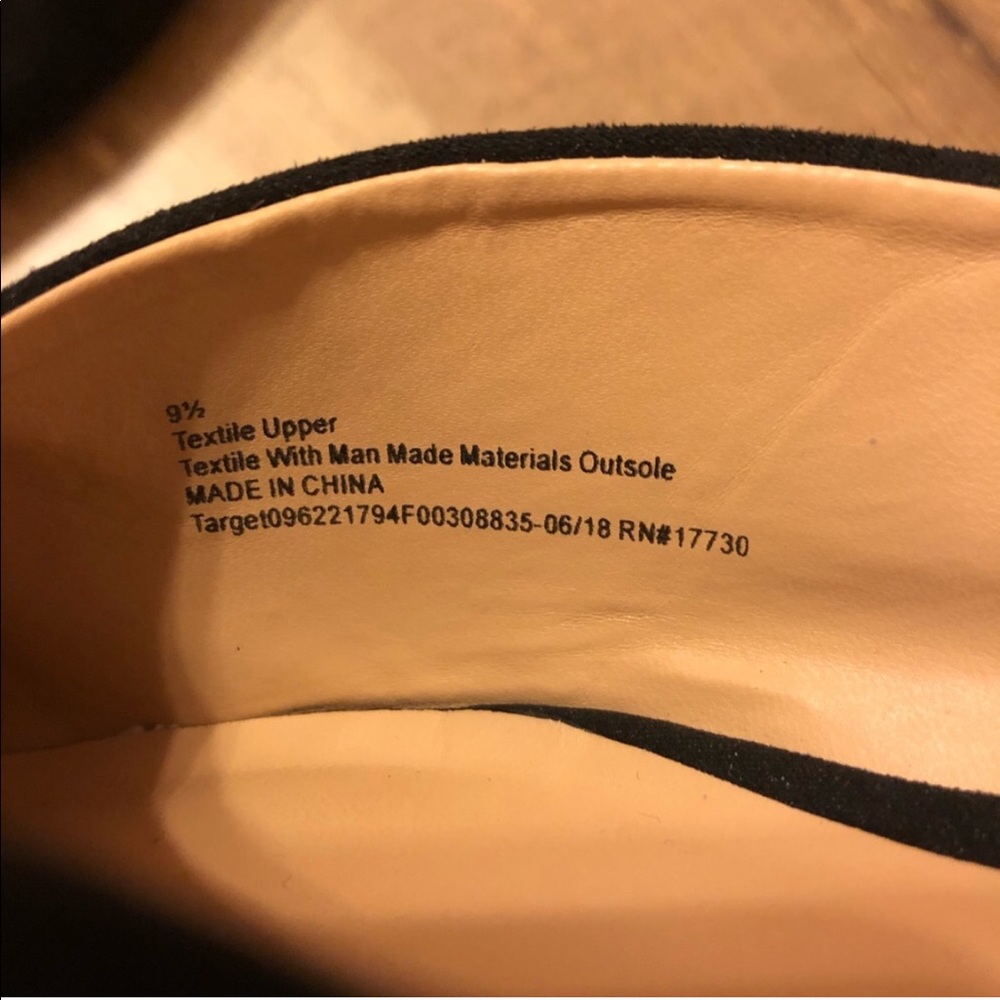 9½
Textile Upper
Textile With Man Made Materials Outsole
MADE IN CHINA
Target096221794F00308835-06/18 RN#17730